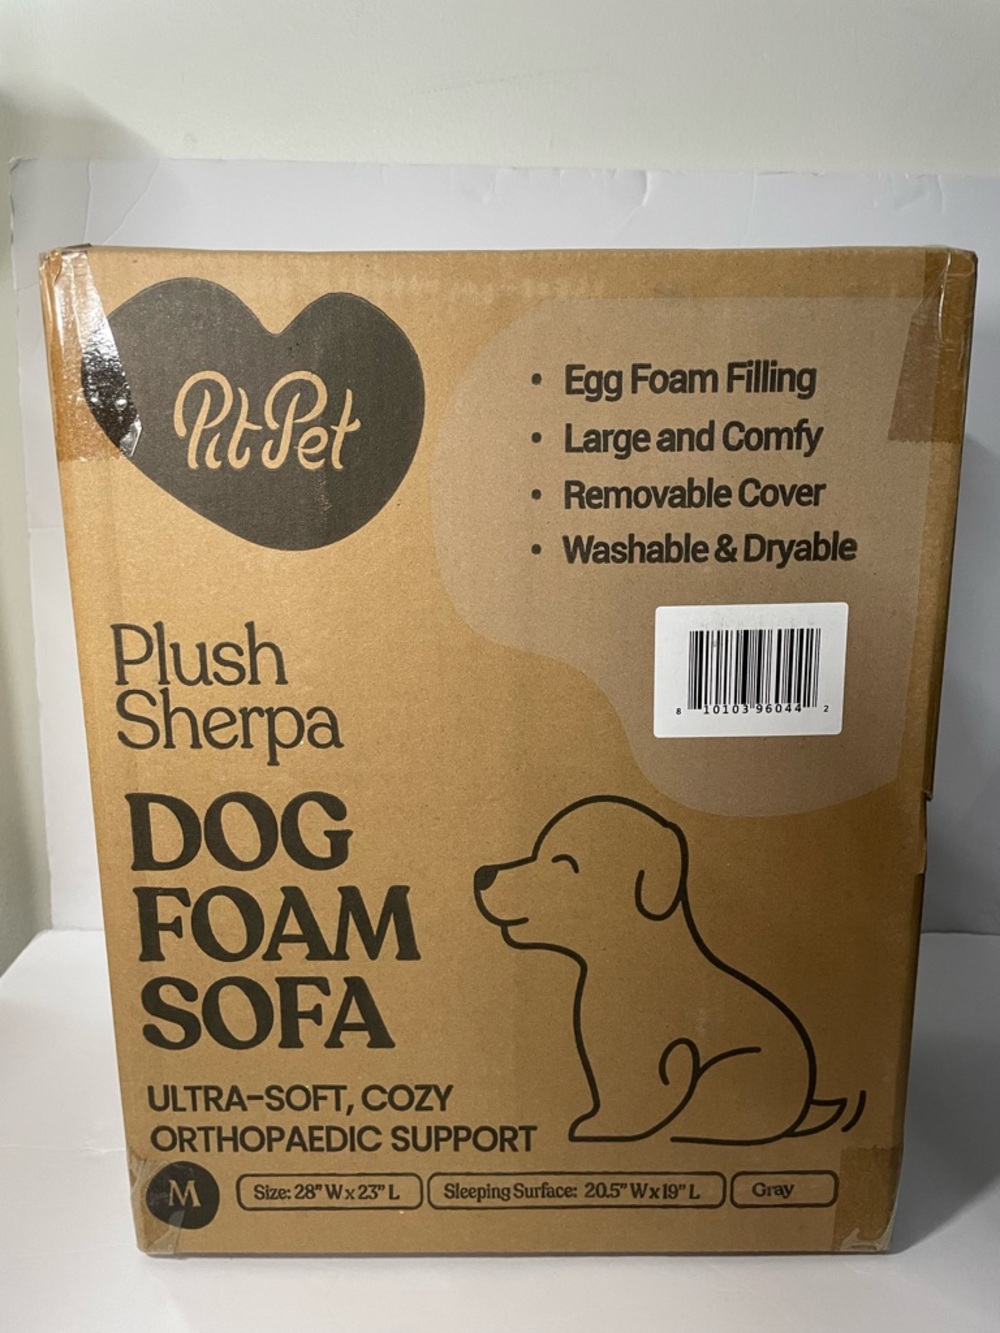 PitPet
• Egg Foam Filling
• Large and Comfy
• Removable Cover
• Washable & Dryable
8 10103 96044 2
Plush
Sherpa
DOG
FOAM
SOFA
ULTRA-SOFT, COZY
ORTHOPAEDIC SUPPORT
M
Size: 28" W x 23" L
Sleeping Surface: 20.5" W x 19" L
Gray